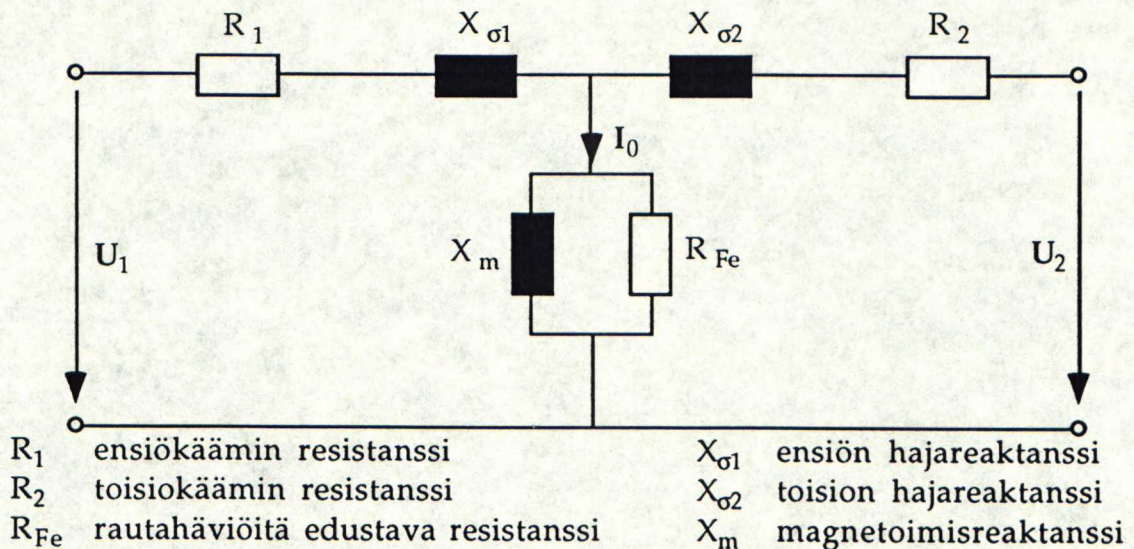 R1 Xσ1 Xσ2 R2
I0
U1 Xm RFe U2
R1 ensiökäämin resistanssi Xσ1 ensiön hajareaktanssi
R2 toisiokäämin resistanssi Xσ2 toision hajareaktanssi
RFe rautahäviöitä edustava resistanssi Xm magnetoimisreaktanssi